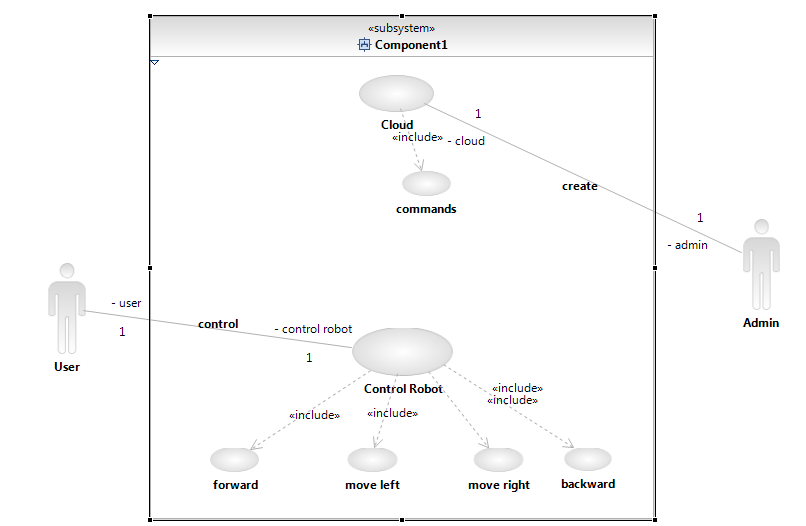 «subsystem»
Component1
Cloud
«include»
- cloud
1
commands
create
1
- admin
Admin
- user
1
User
control
- control robot
1
Control Robot
«include»
«include»
«include»
«include»
forward
move left
move right
backward